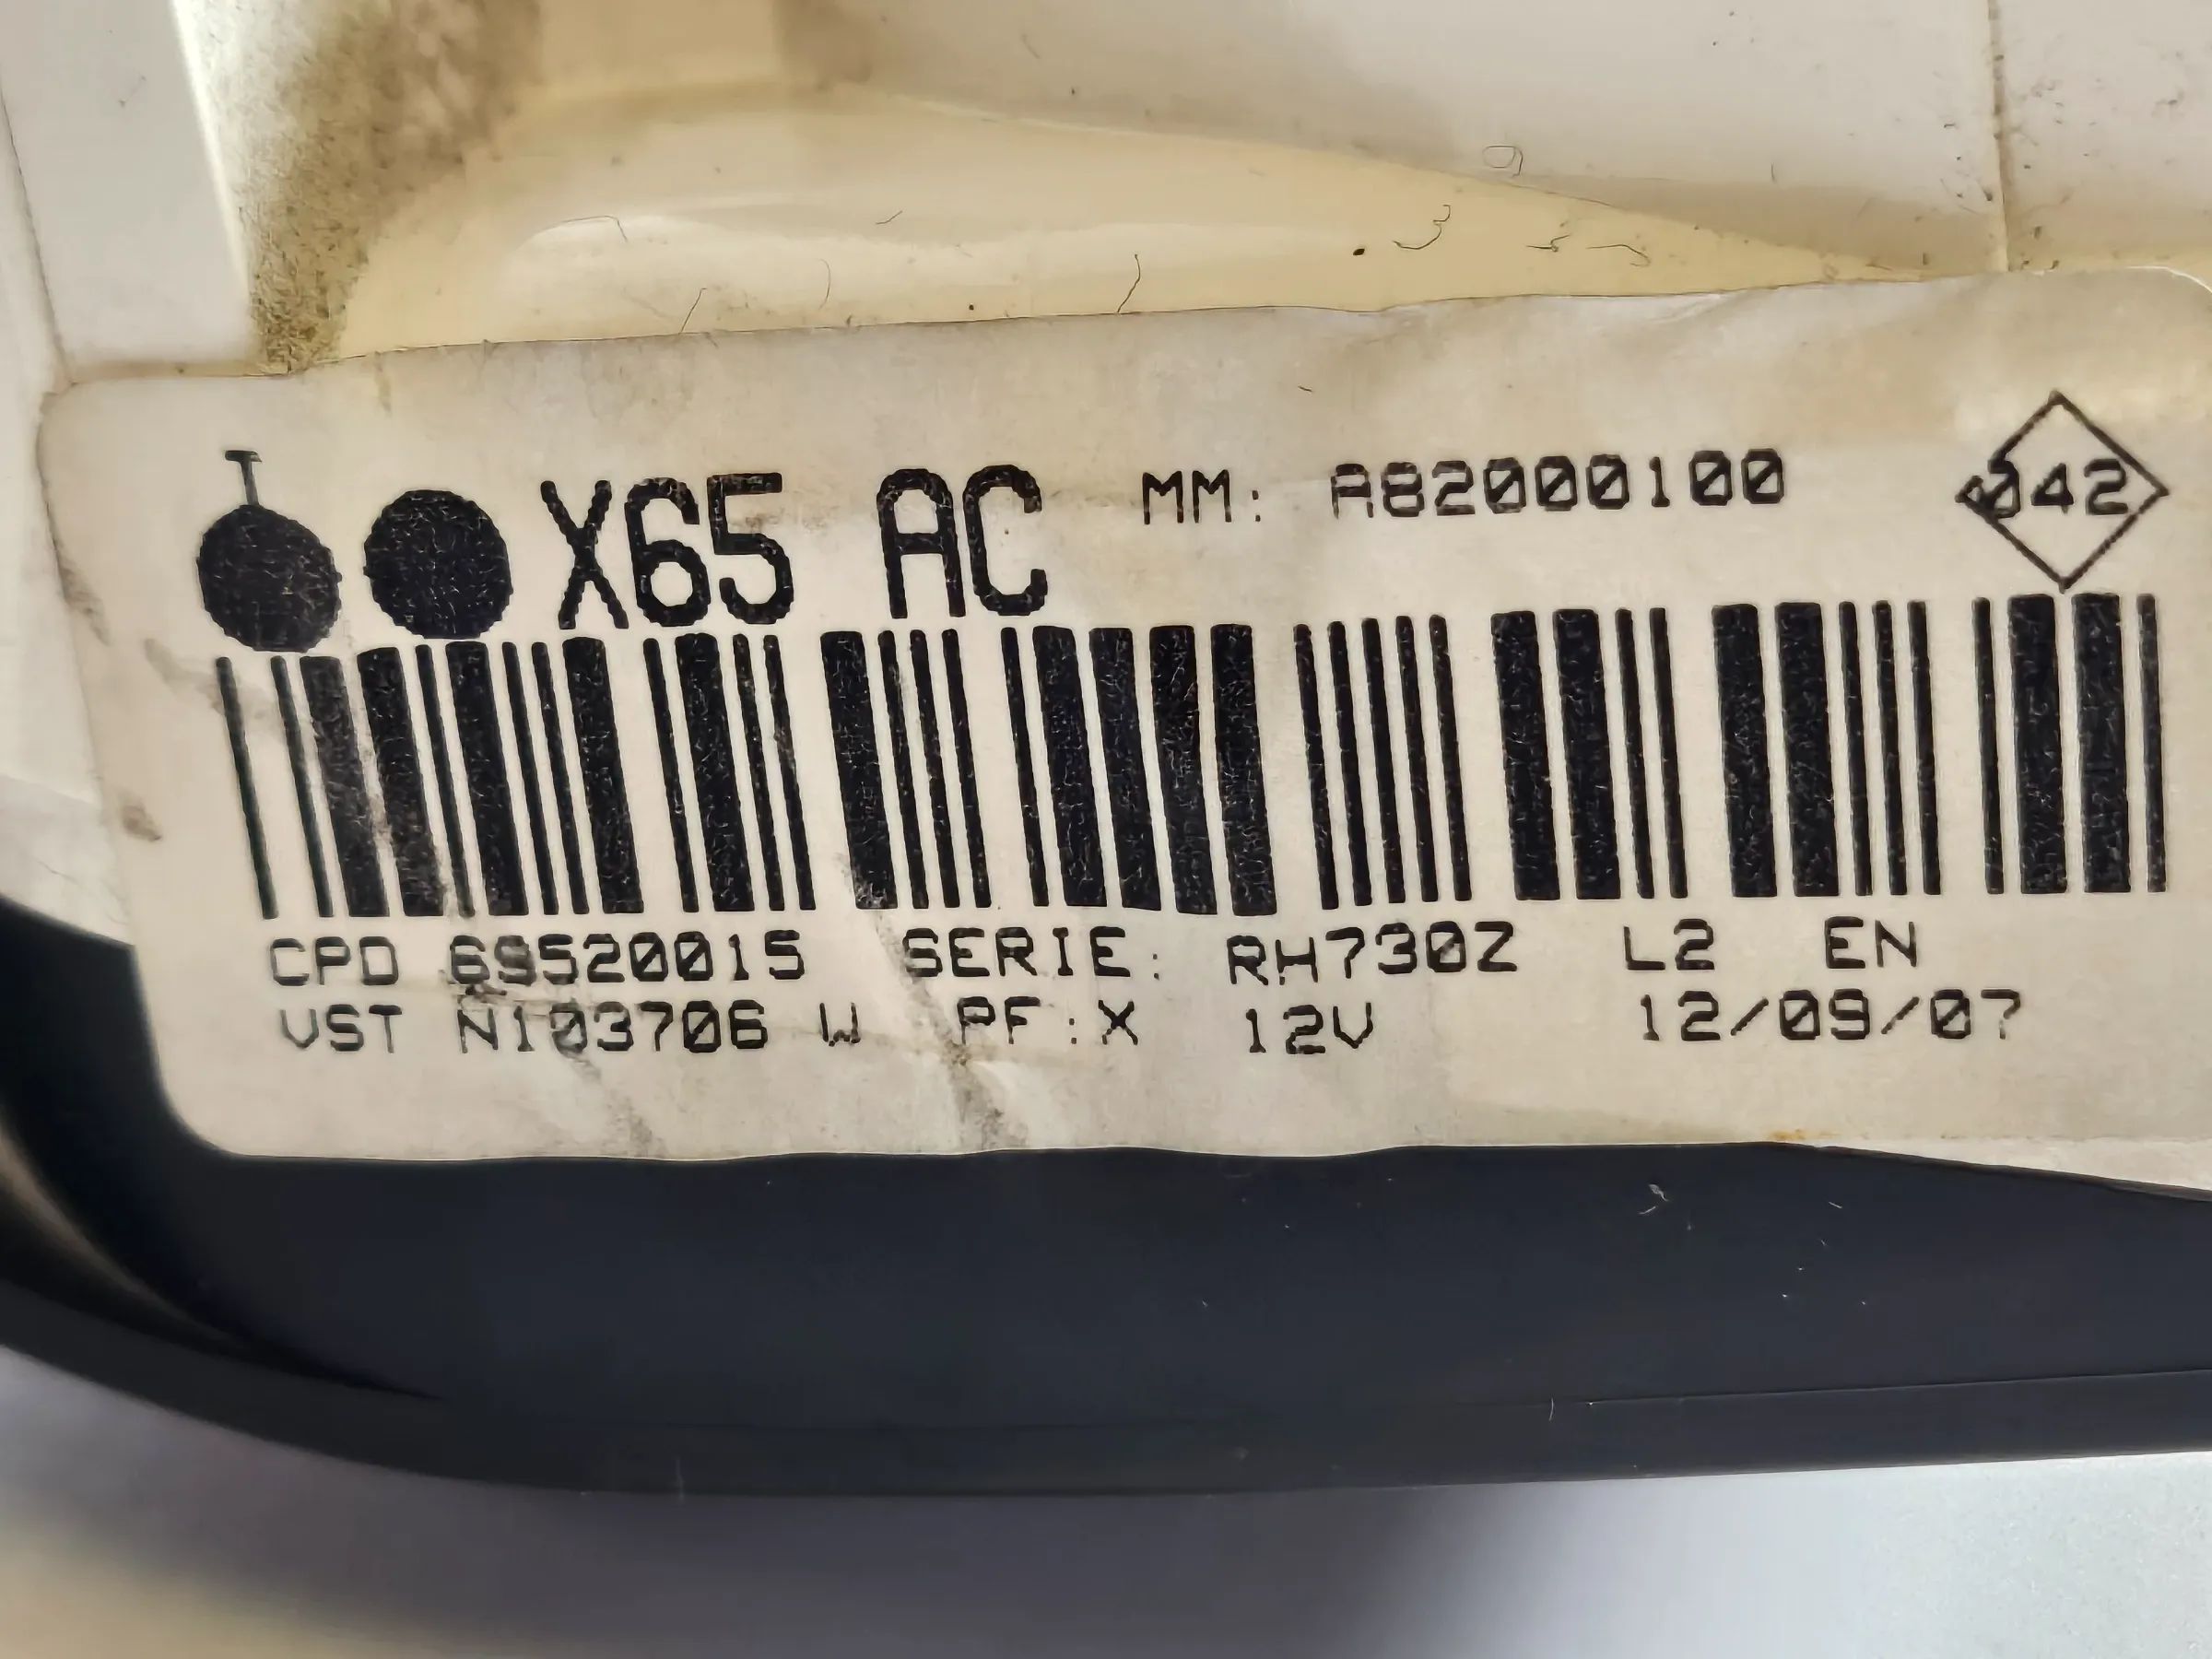 X65 AC MM: A82000100 042
CPD 69520015 SERIE: RH730Z L2 EN
VST N103706 W PF:X 12V 12/09/07